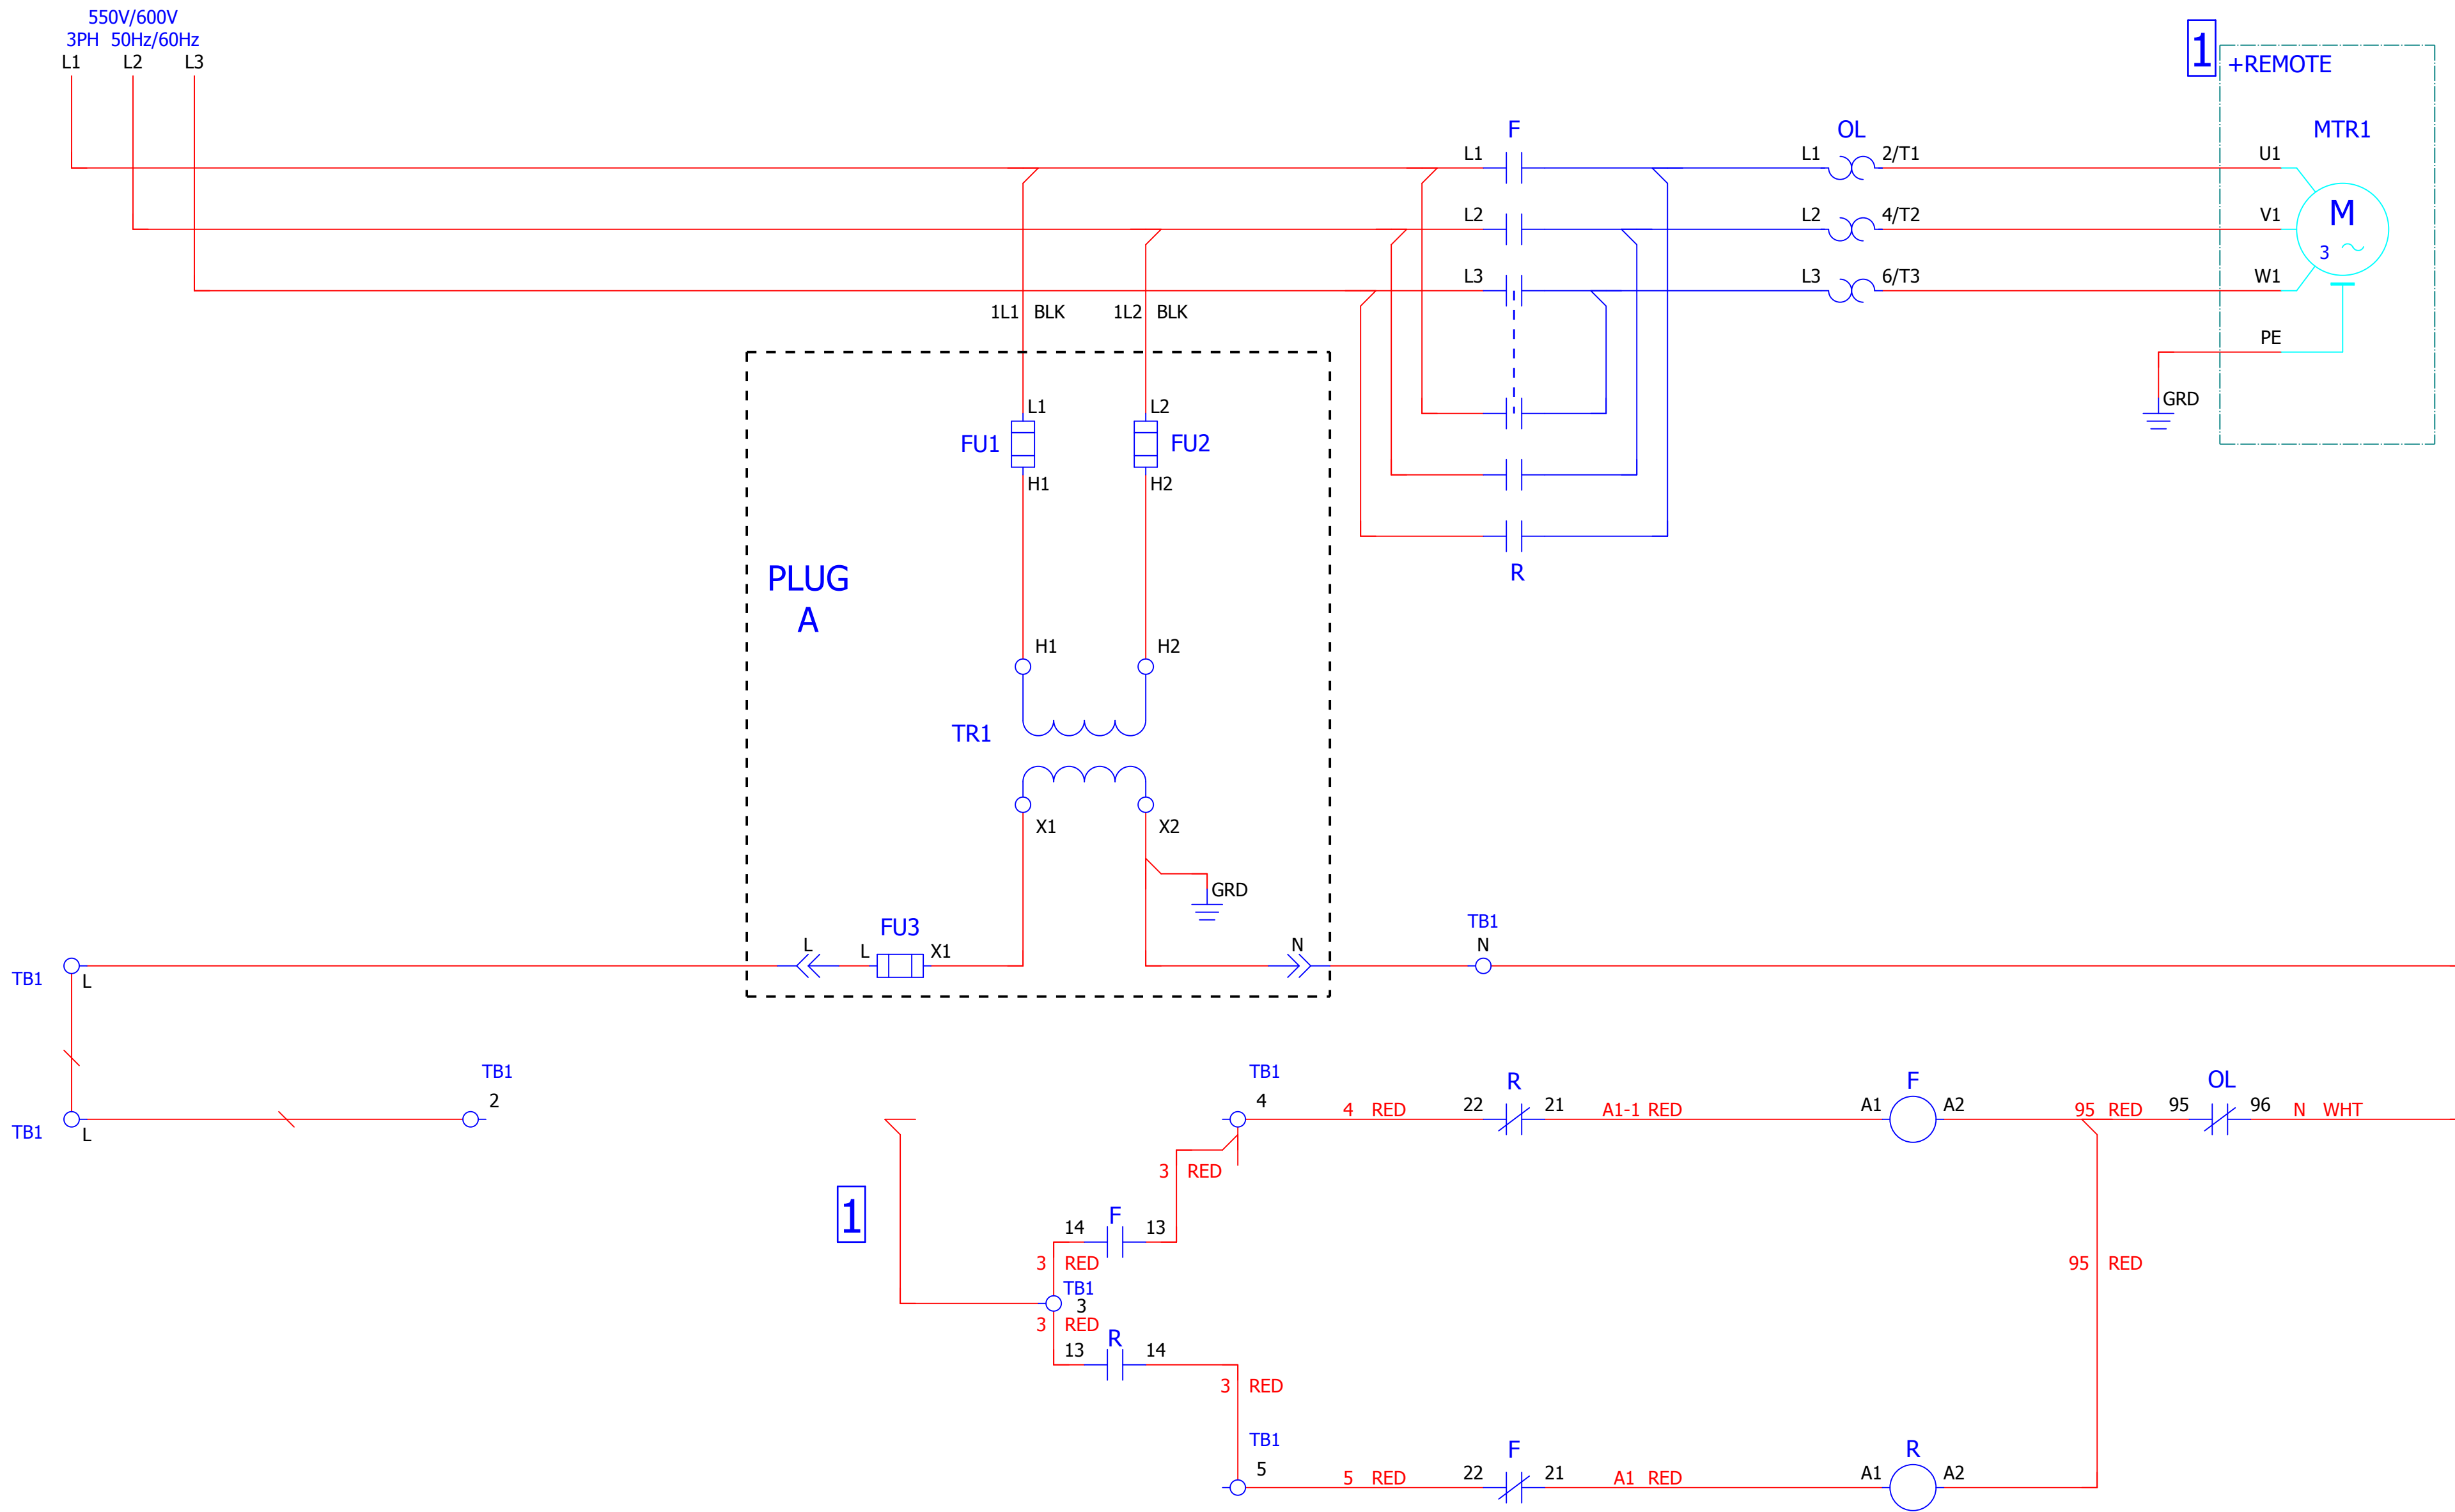 550V/600V
3PH 50Hz/60Hz
L1 L2 L3
1
+REMOTE
F OL MTR1
L1 L1 2/T1 U1
L2 L2 4/T2 V1
M
3
L3 L3 6/T3 W1
1L1 BLK 1L2 BLK
PE
GRD
L1 L2
FU1 FU2
H1 H2
R
PLUG
A
H1 H2
TR1
X1 X2
GRD
FU3
TB1
L L X1 N N
TB1 L
TB1 TB1
2 4
R F OL
4 RED 22 21 A1-1 RED A1 A2 95 RED 95 96 N WHT
TB1 L
3 RED
1
F
14 13
3 RED
95 RED
TB1
3
3 RED
R
13 14
3 RED
TB1
5
F R
5 RED 22 21 A1 RED A1 A2